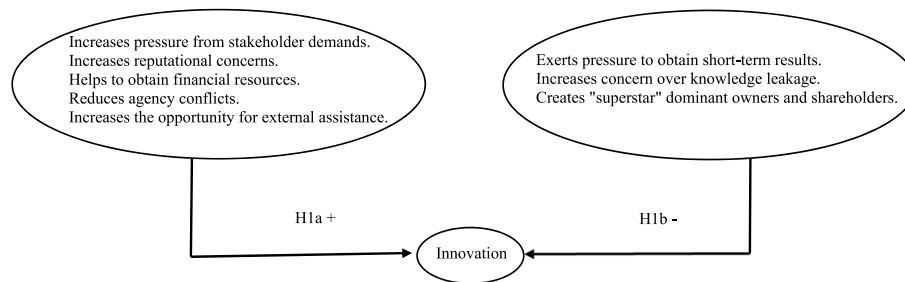 Increases pressure from stakeholder demands.
Increases reputational concerns.
Helps to obtain financial resources.
Reduces agency conflicts.
Increases the opportunity for external assistance.
Exerts pressure to obtain short-term results.
Increases concern over knowledge leakage.
Creates "superstar" dominant owners and shareholders.
H1a +
H1b -
Innovation